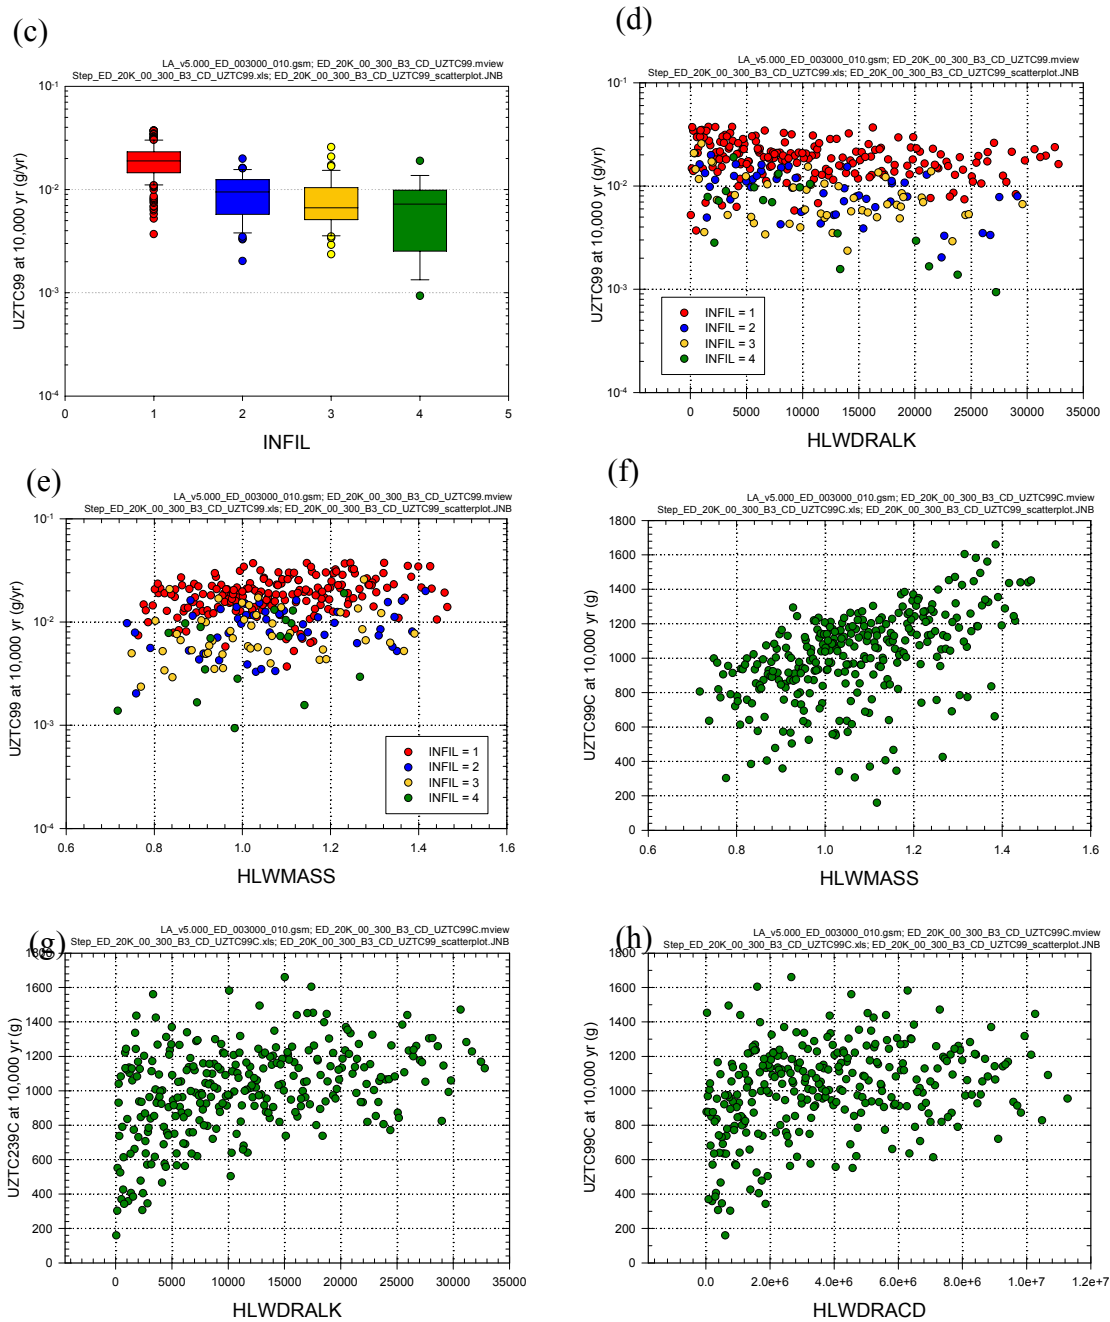 (c)
LA_v5.000_ED_003000_010.gsm; ED_20K_00_300_B3_CD_UZTC99.mview
Step_ED_20K_00_300_B3_CD_UZTC99.xls; ED_20K_00_300_B3_CD_UZTC99_scatterplot.JNB
UZTC99 at 10,000 yr (g/yr)
10-1
10-2
10-3
10-4
0 1 2 3 4 5
INFIL
(d)
LA_v5.000_ED_003000_010.gsm; ED_20K_00_300_B3_CD_UZTC99.mview
Step_ED_20K_00_300_B3_CD_UZTC99.xls; ED_20K_00_300_B3_CD_UZTC99_scatterplot.JNB
UZTC99 at 10,000 yr (g/yr)
10-1
10-2
10-3
10-4
INFIL = 1
INFIL = 2
INFIL = 3
INFIL = 4
0 5000 10000 15000 20000 25000 30000 35000
HLWDRALK
(e)
LA_v5.000_ED_003000_010.gsm; ED_20K_00_300_B3_CD_UZTC99.mview
Step_ED_20K_00_300_B3_CD_UZTC99.xls; ED_20K_00_300_B3_CD_UZTC99_scatterplot.JNB
UZTC99 at 10,000 yr (g/yr)
10-1
10-2
10-3
10-4
INFIL = 1
INFIL = 2
INFIL = 3
INFIL = 4
0.6 0.8 1.0 1.2 1.4 1.6
HLWMASS
(f)
LA_v5.000_ED_003000_010.gsm; ED_20K_00_300_B3_CD_UZTC99C.mview
Step_ED_20K_00_300_B3_CD_UZTC99C.xls; ED_20K_00_300_B3_CD_UZTC99_scatterplot.JNB
UZTC99C at 10,000 yr (g)
1800
1600
1400
1200
1000
800
600
400
200
0
0.6 0.8 1.0 1.2 1.4 1.6
HLWMASS
(g)
LA_v5.000_ED_003000_010.gsm; ED_20K_00_300_B3_CD_UZTC99C.mview
Step_ED_20K_00_300_B3_CD_UZTC99C.xls; ED_20K_00_300_B3_CD_UZTC99_scatterplot.JNB
UZTC239C at 10,000 yr (g)
1800
1600
1400
1200
1000
800
600
400
200
0
0 5000 10000 15000 20000 25000 30000 35000
HLWDRALK
(h)
LA_v5.000_ED_003000_010.gsm; ED_20K_00_300_B3_CD_UZTC99C.mview
Step_ED_20K_00_300_B3_CD_UZTC99C.xls; ED_20K_00_300_B3_CD_UZTC99_scatterplot.JNB
UZTC99C at 10,000 yr (g)
1800
1600
1400
1200
1000
800
600
400
200
0
0.0 2.0e+6 4.0e+6 6.0e+6 8.0e+6 1.0e+7 1.2e+7
HLWDRACD